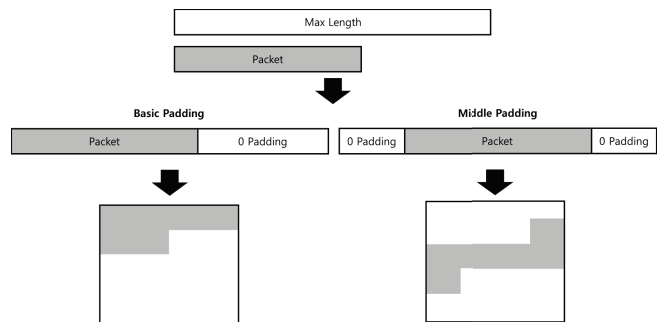 Max Length
Packet
Basic Padding
Middle Padding
Packet
0 Padding
0 Padding
Packet
0 Padding